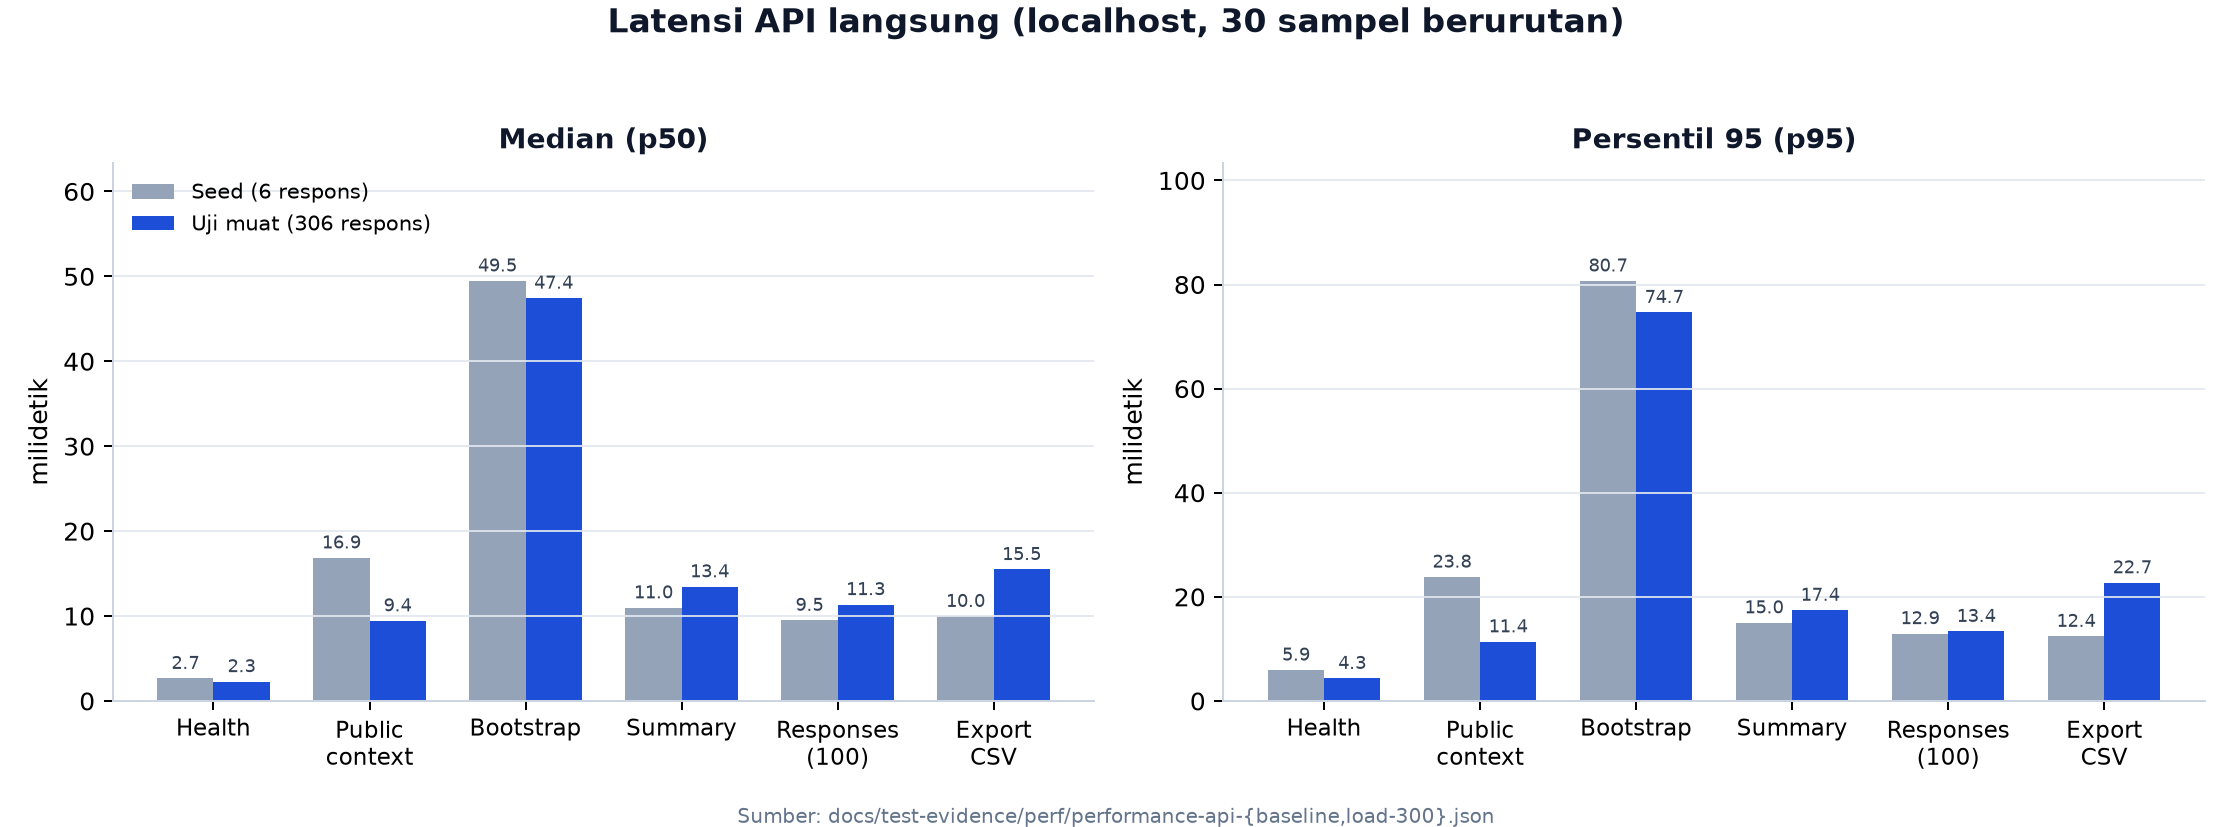 Latensi API langsung (localhost, 30 sampel berurutan)
Median (p50)
milidetik
60
50
40
30
20
10
0
Seed (6 respons)
Uji muat (306 respons)
2.7
2.3
16.9
9.4
49.5
47.4
11.0
13.4
9.5
11.3
10.0
15.5
Health
Public
context
Bootstrap
Summary
Responses
(100)
Export
CSV
Persentil 95 (p95)
milidetik
100
80
60
40
20
0
5.9
4.3
23.8
11.4
80.7
74.7
15.0
17.4
12.9
13.4
12.4
22.7
Health
Public
context
Bootstrap
Summary
Responses
(100)
Export
CSV
Sumber: docs/test-evidence/perf/performance-api-{baseline,load-300}.json